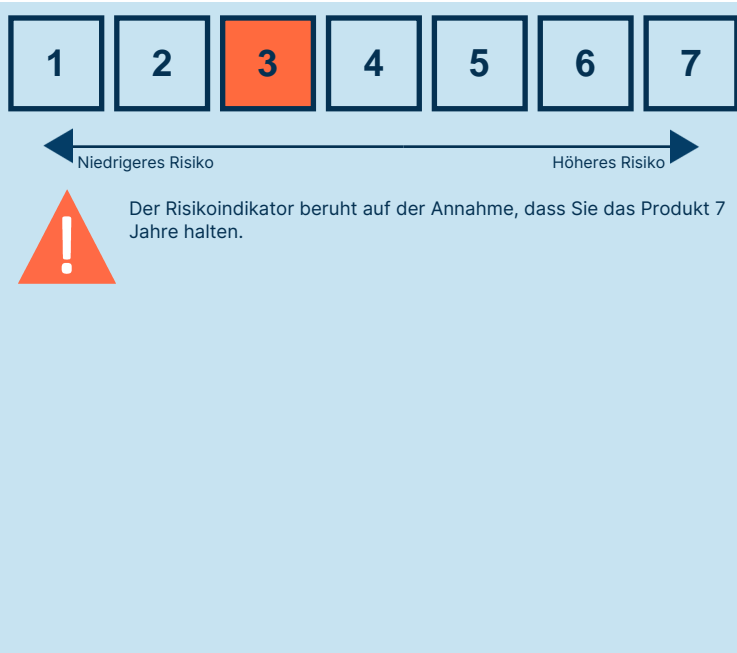 1 2 3 4 5 6 7
Niedrigeres Risiko Höheres Risiko
Der Risikoindikator beruht auf der Annahme, dass Sie das Produkt 7
Jahre halten.